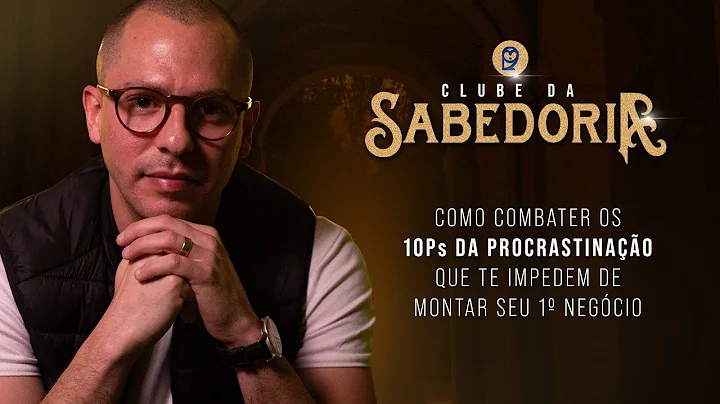 CLUBE DA
SABEDORIA
COMO COMBATER OS
10Ps DA PROCRASTINAÇÃO
QUE TE IMPEDEM DE
MONTAR SEU 1º NEGÓCIO